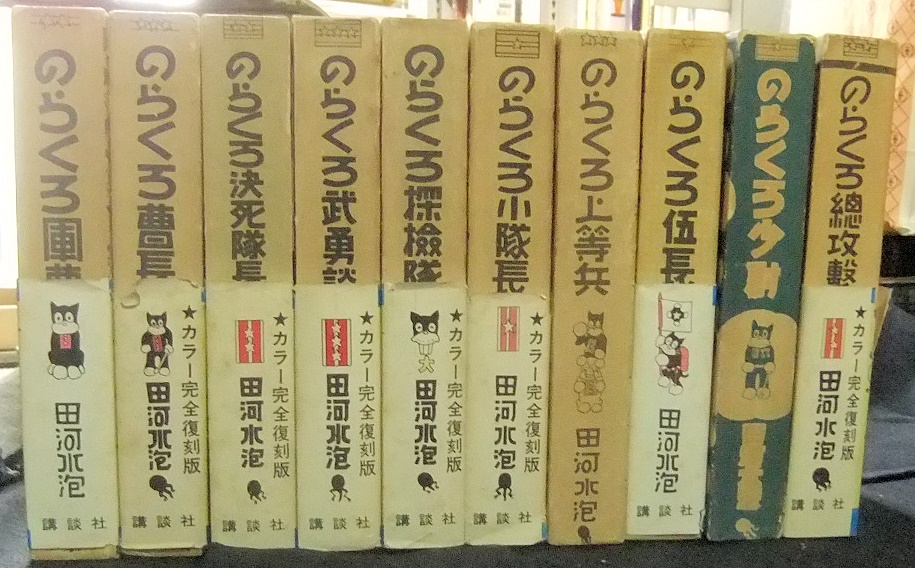 のらくろ軍曹
田河水泡
講談社
のらくろ曹長
★カラー完全復刻版
田河水泡
講談社
のらくろ決死隊長
★カラー完全復刻版
田河水泡
講談社
のらくろ武勇談
★カラー完全復刻版
田河水泡
講談社
のらくろ探検隊
★カラー完全復刻版
田河水泡
講談社
のらくろ小隊長
★カラー完全復刻版
田河水泡
講談社
のらくろ上等兵
田河水泡
のらくろ伍長
田河水泡
講談社
のらくろ少尉
のらくろ總攻撃
★カラー完全復刻版
田河水泡
講談社